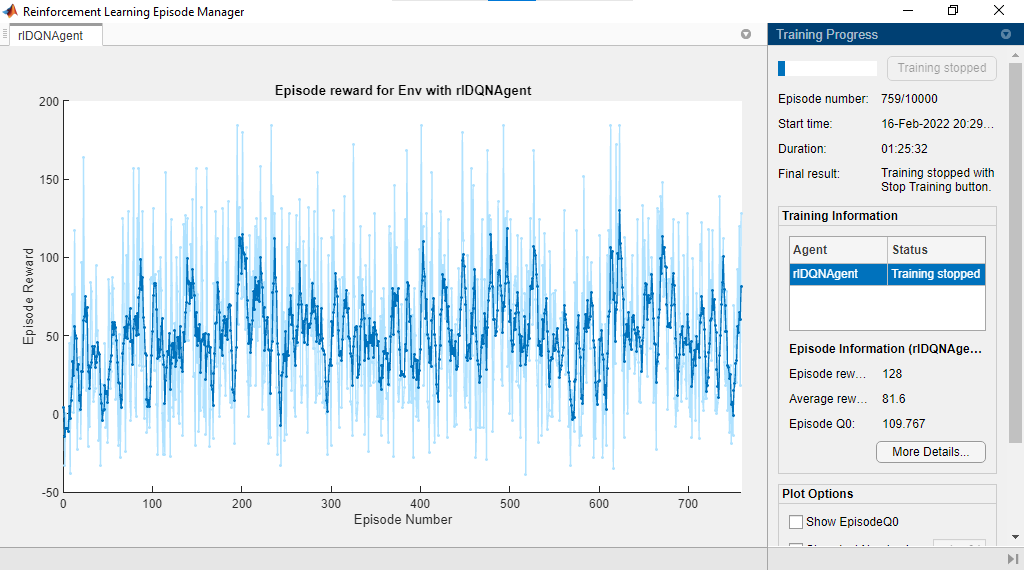 Reinforcement Learning Episode Manager
rlDQNAgent
Training Progress
Training stopped
Episode number: 759/10000
Start time: 16-Feb-2022 20:29...
Duration: 01:25:32
Final result: Training stopped with
Stop Training button.
Training Information
Agent Status
rlDQNAgent Training stopped
Episode Information (rlDQNAge...
Episode rew... 128
Average rew... 81.6
Episode Q0: 109.767
More Details...
Plot Options
Show EpisodeQ0
Episode reward for Env with rlDQNAgent
Episode Reward
200
150
100
50
0
-50
0 100 200 300 400 500 600 700
Episode Number